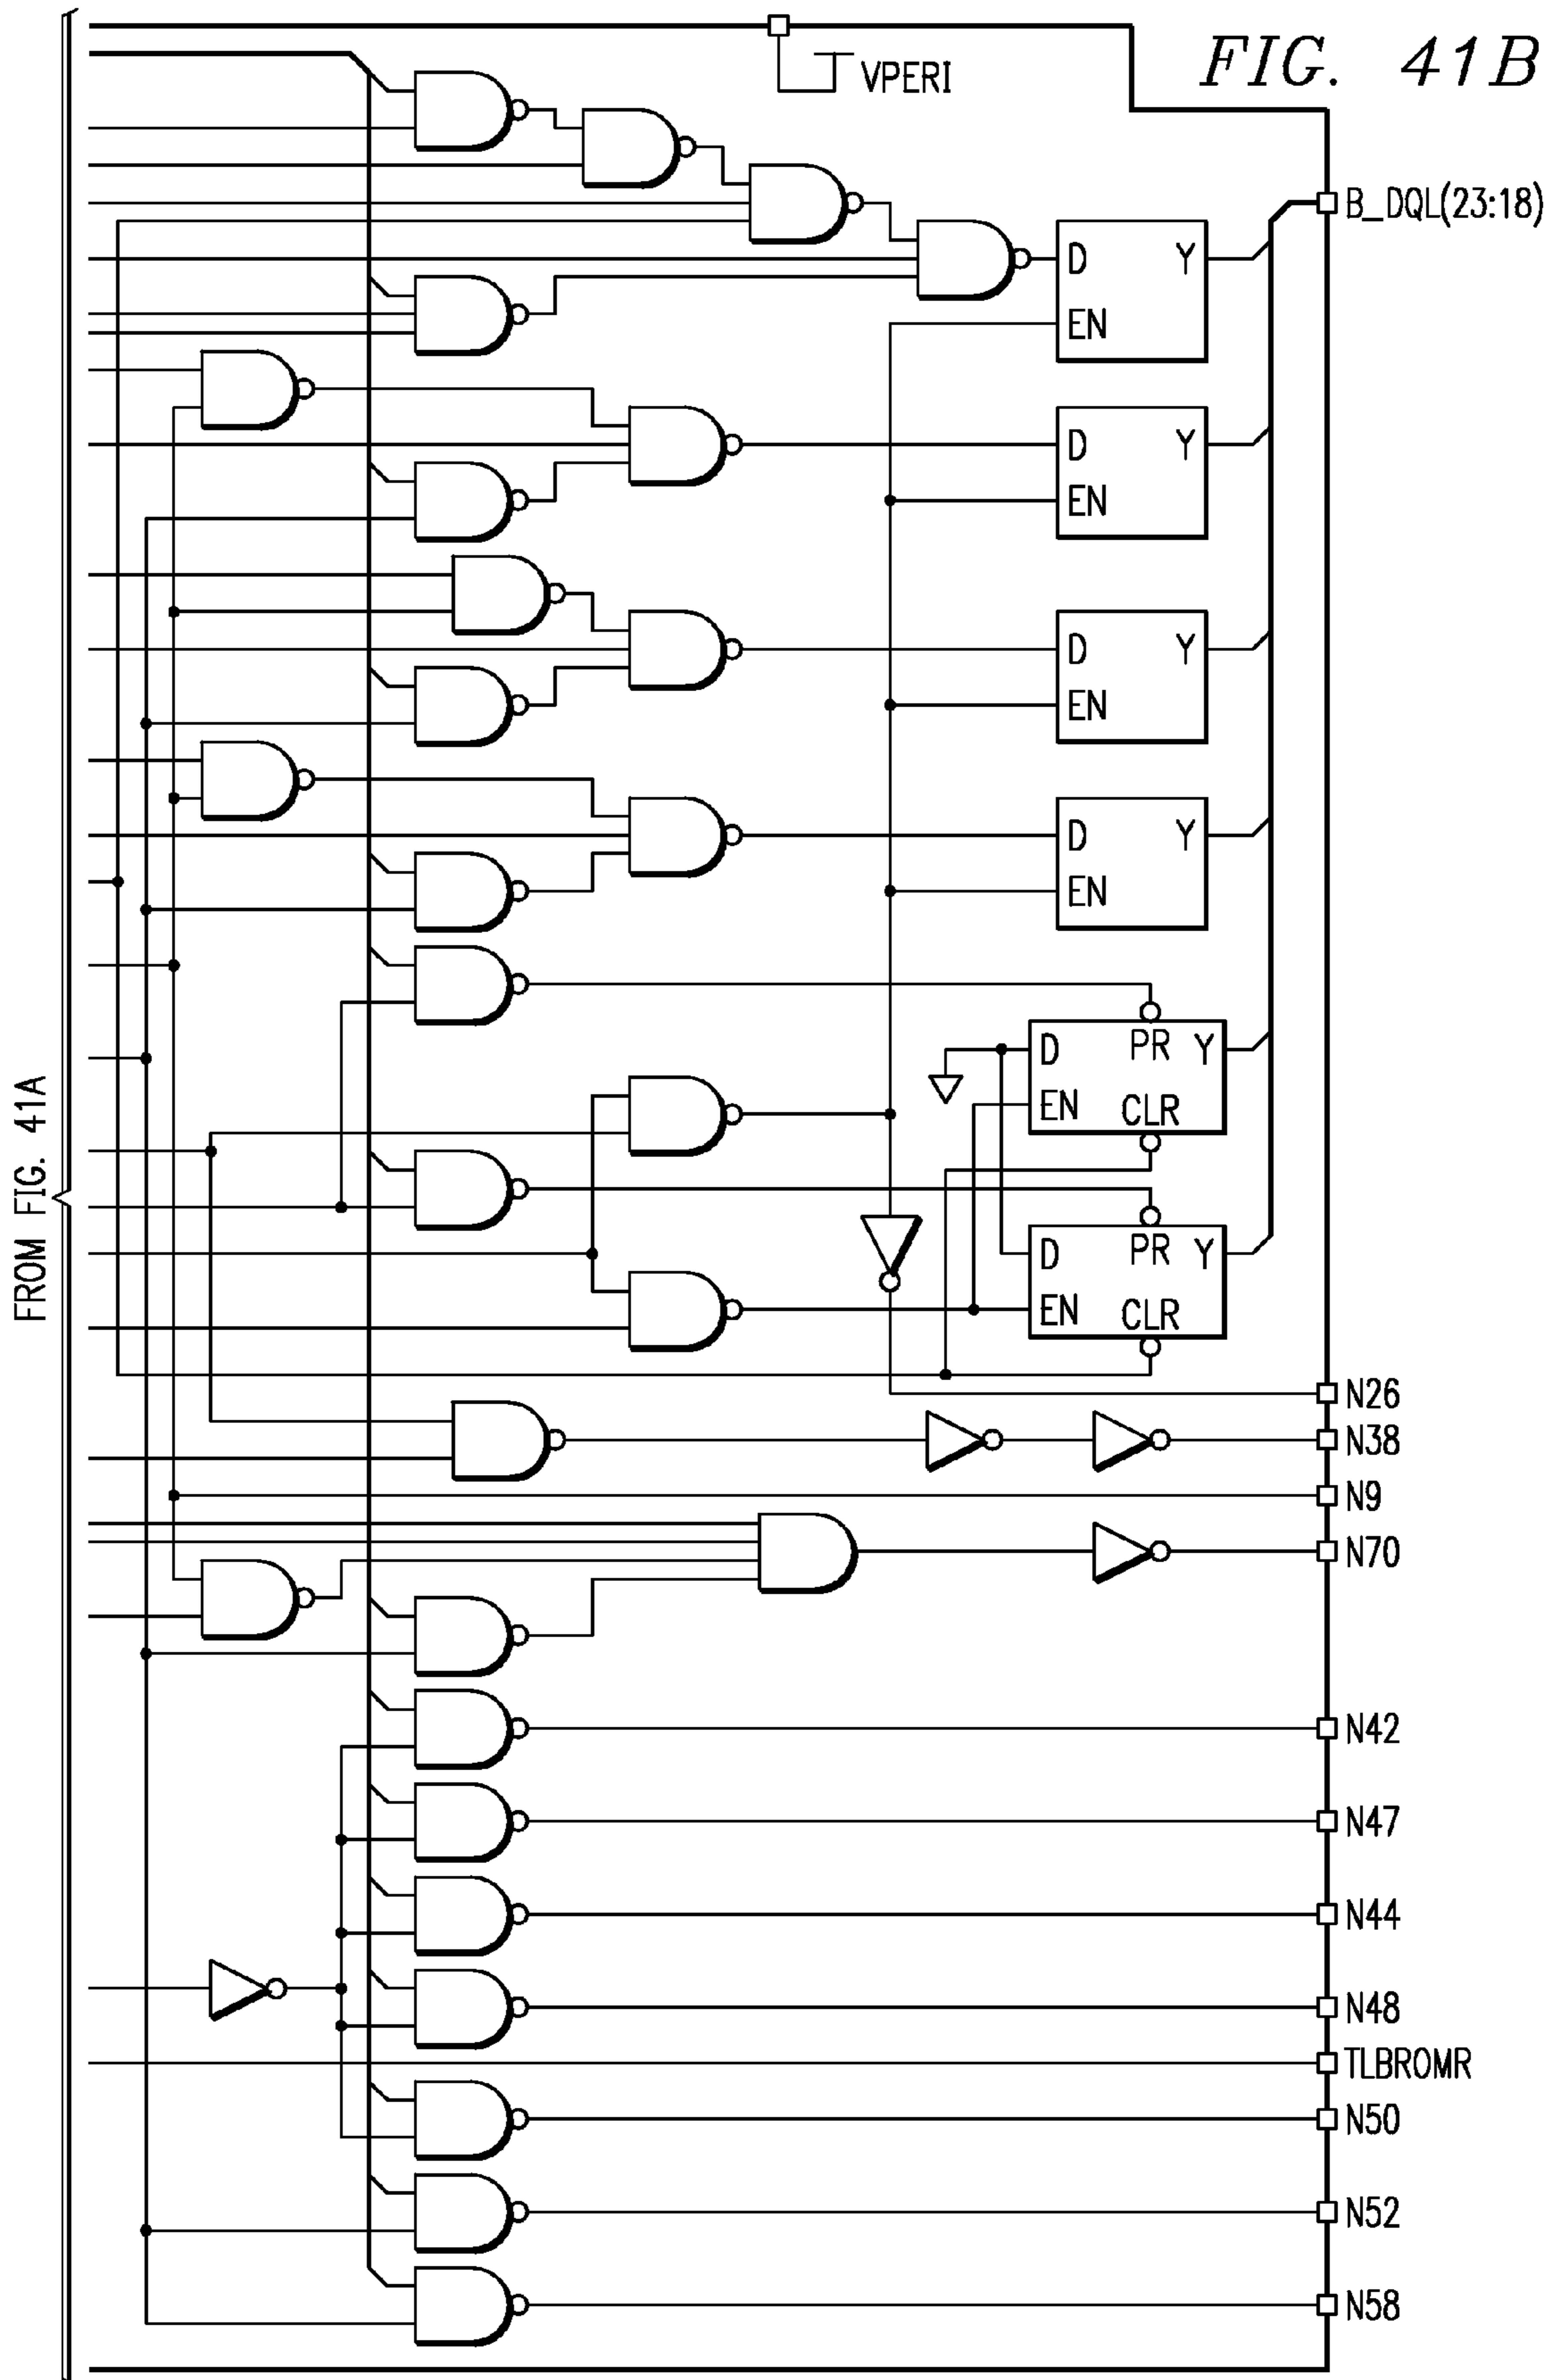 FIG. 41B
VPERI
B_DQL(23:18)
D Y
EN
D Y
EN
D Y
EN
D Y
EN
D PR Y
EN CLR
D PR Y
EN CLR
FROM FIG. 41A
N26
N38
N9
N70
N42
N47
N44
N48
TLBROMR
N50
N52
N58